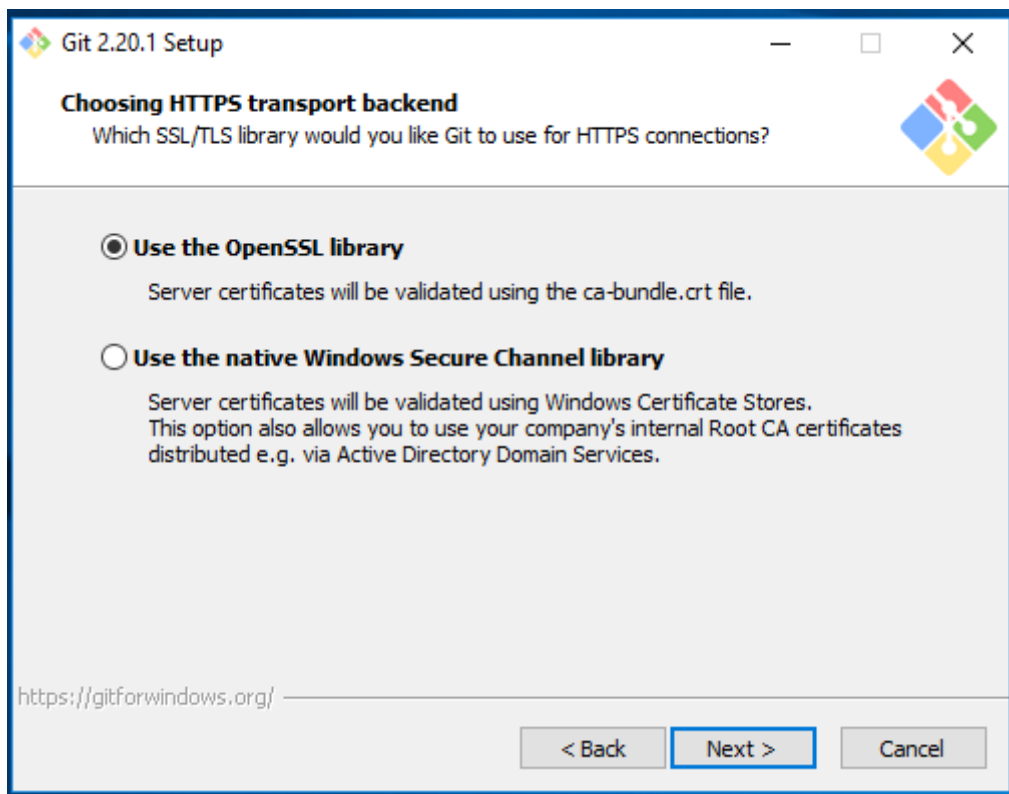 Git 2.20.1 Setup
Choosing HTTPS transport backend
Which SSL/TLS library would you like Git to use for HTTPS connections?
Use the OpenSSL library
Server certificates will be validated using the ca-bundle.crt file.
Use the native Windows Secure Channel library
Server certificates will be validated using Windows Certificate Stores.
This option also allows you to use your company's internal Root CA certificates
distributed e.g. via Active Directory Domain Services.
https://gitforwindows.org/
< Back Next > Cancel